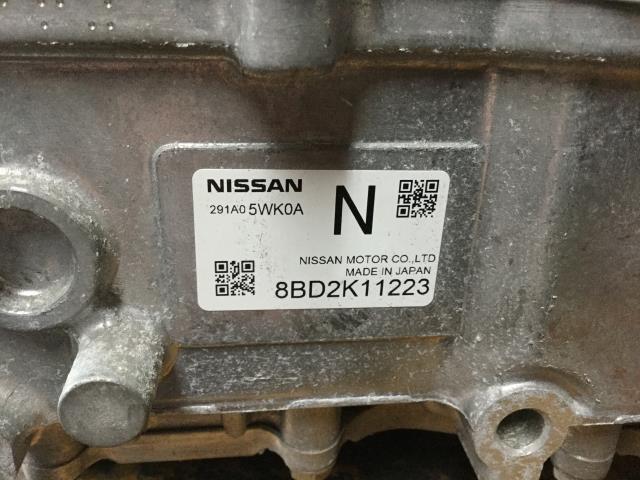 NISSAN
291A0 5WK0A
N
NISSAN MOTOR CO.,LTD
MADE IN JAPAN
8BD2K11223